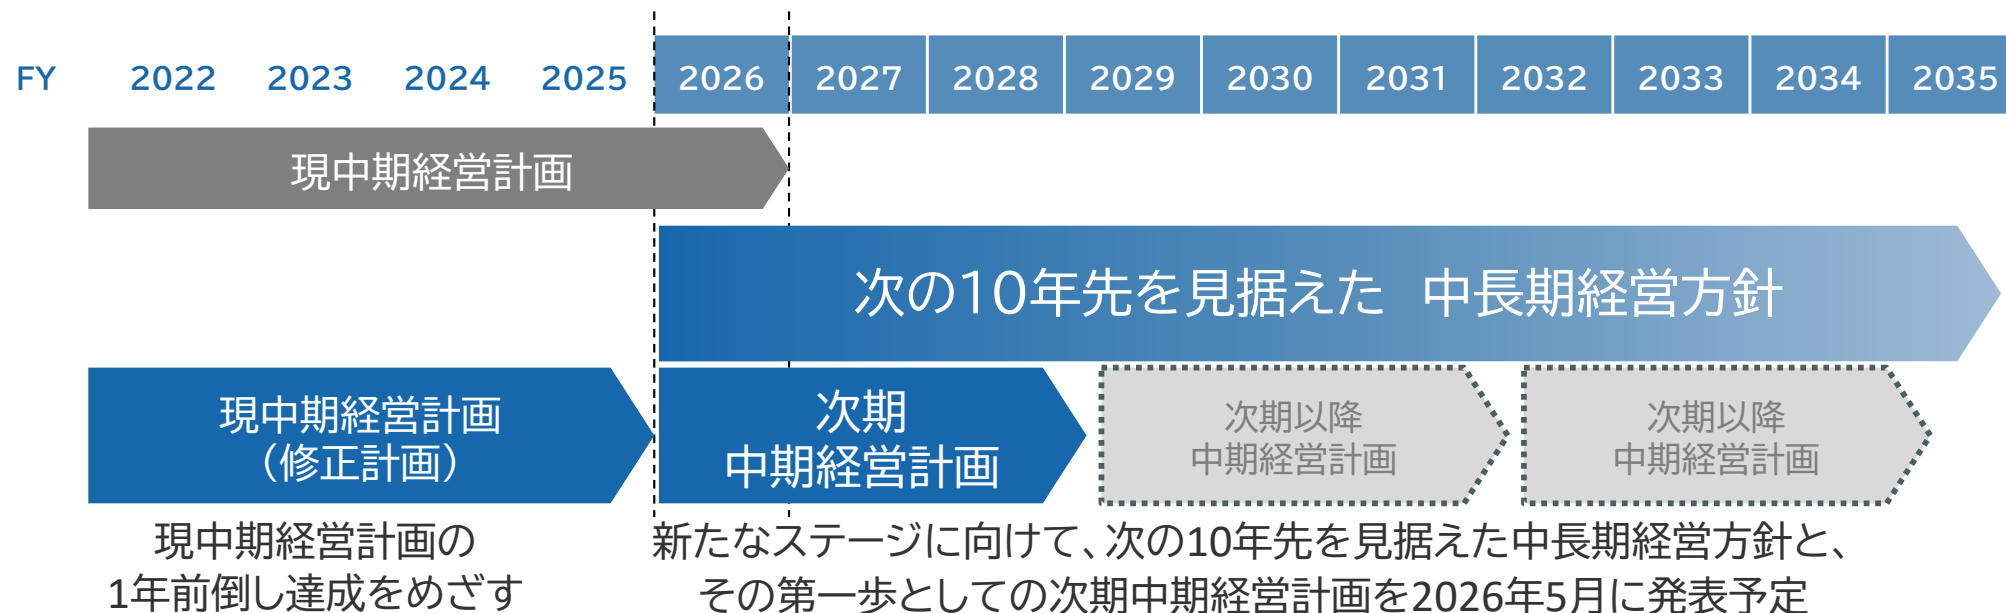 FY 2022 2023 2024 2025 2026 2027 2028 2029 2030 2031 2032 2033 2034 2035
現中期経営計画
次の10年先を見据えた 中長期経営方針
現中期経営計画
（修正計画）
次期
中期経営計画
次期以降
中期経営計画
次期以降
中期経営計画
現中期経営計画の
1年前倒し達成をめざす
新たなステージに向けて、次の10年先を見据えた中長期経営方針と、
その第一歩としての次期中期経営計画を2026年5月に発表予定